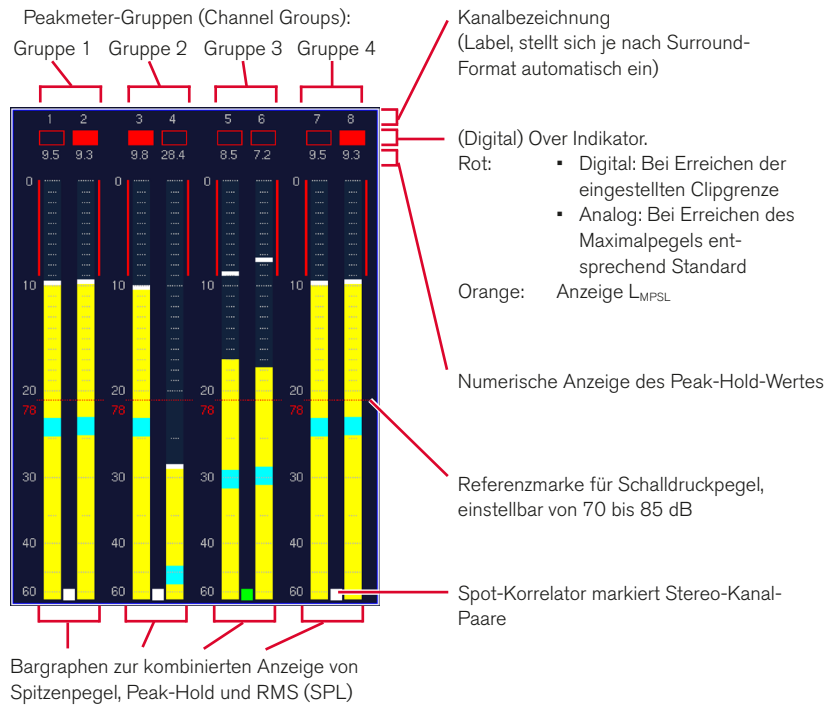 Peakmeter-Gruppen (Channel Groups):
Gruppe 1 Gruppe 2 Gruppe 3 Gruppe 4
Kanalbezeichnung
(Label, stellt sich je nach Surround-
Format automatisch ein)
1 2 3 4 5 6 7 8
9.5 9.3 9.8 28.4 8.5 7.2 9.5 9.3
0 0 0 0
10 10 10 10
20 20 20 20
78 78 78 78
30 30 30 30
40 40 40 40
60 60 60 60
(Digital) Over Indikator.
Rot: ▪ Digital: Bei Erreichen der
eingestellten Clipgrenze
▪ Analog: Bei Erreichen des
Maximalpegels ent-
sprechend Standard
Orange: Anzeige LMPSL
Numerische Anzeige des Peak-Hold-Wertes
Referenzmarke für Schalldruckpegel,
einstellbar von 70 bis 85 dB
Spot-Korrelator markiert Stereo-Kanal-
Paare
Bargraphen zur kombinierten Anzeige von
Spitzenpegel, Peak-Hold und RMS (SPL)